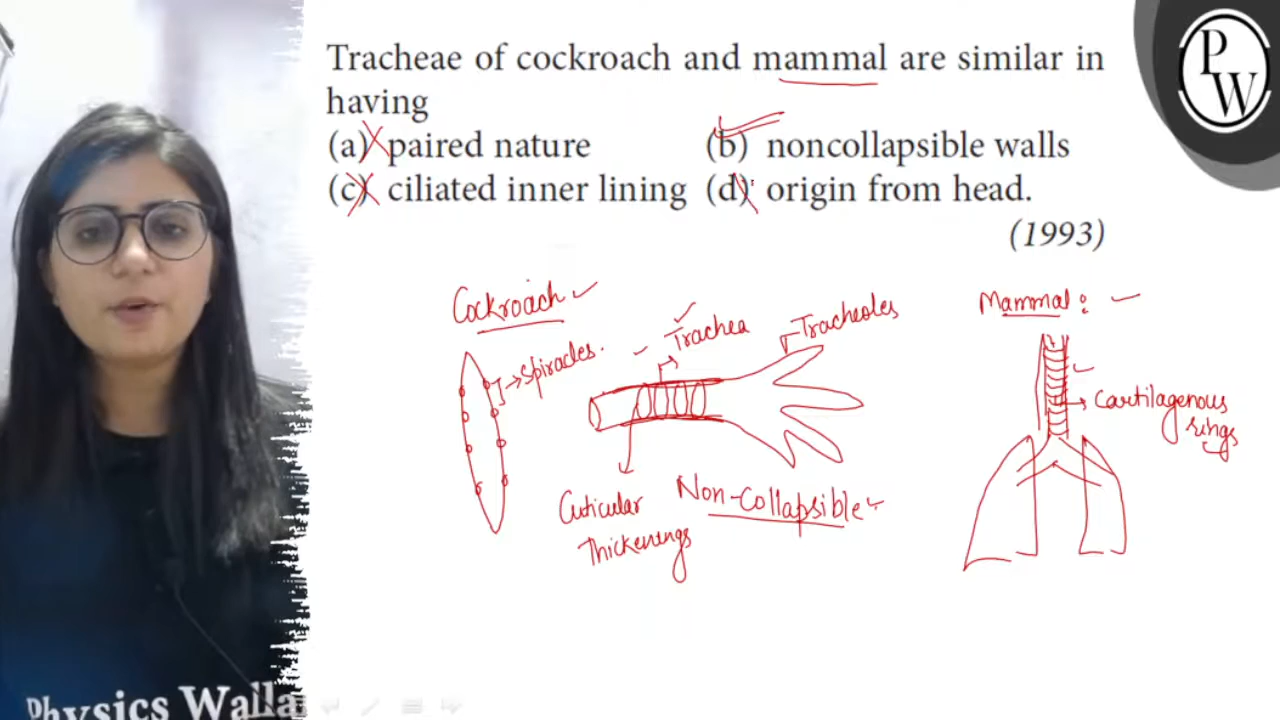 Tracheae of cockroach and mammal are similar in
having
(a) paired nature (b) noncollapsible walls
(c) ciliated inner lining (d) origin from head.
(1993)
P
W
Cockroach
Mammal :
Spiracles.
Trachea
Tracheoles
Cartilagenous
rings
Cuticular
Thickenings
Non-Collapsible
Physics Walla